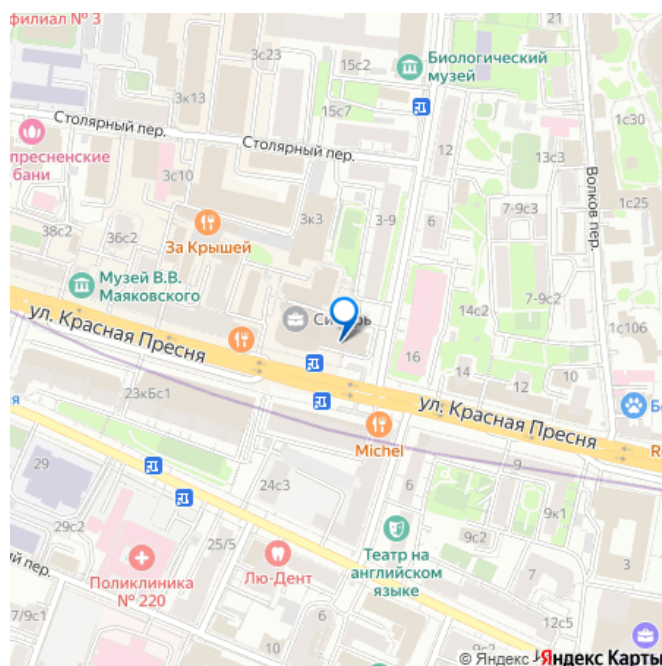 филиал № 3
3с23
15с2
Биологический
музей
3к13
15с7
1с30
Столярный пер.
Столярный пер.
12
13с3
пресненские
бани
3с10
Волков пер.
1с25
7-9с3
3к3
3-9
6
38с2
36с2
За Крышей
Музей В.В.
Маяковского
7-9с2
14с2
1с106
ул. Красная Пресня
16
14
12
10
23кБс1
ул. Красная Пресня
Michel
29
9
24с3
6
9к1
29с2
9с2
25/5
Театр на
английском
языке
3
Поликлиника
№ 220
Лю-Дент
7
пер.
6
7/9с1
10
12с5
9с2
© Яндекс
Яндекс Карты